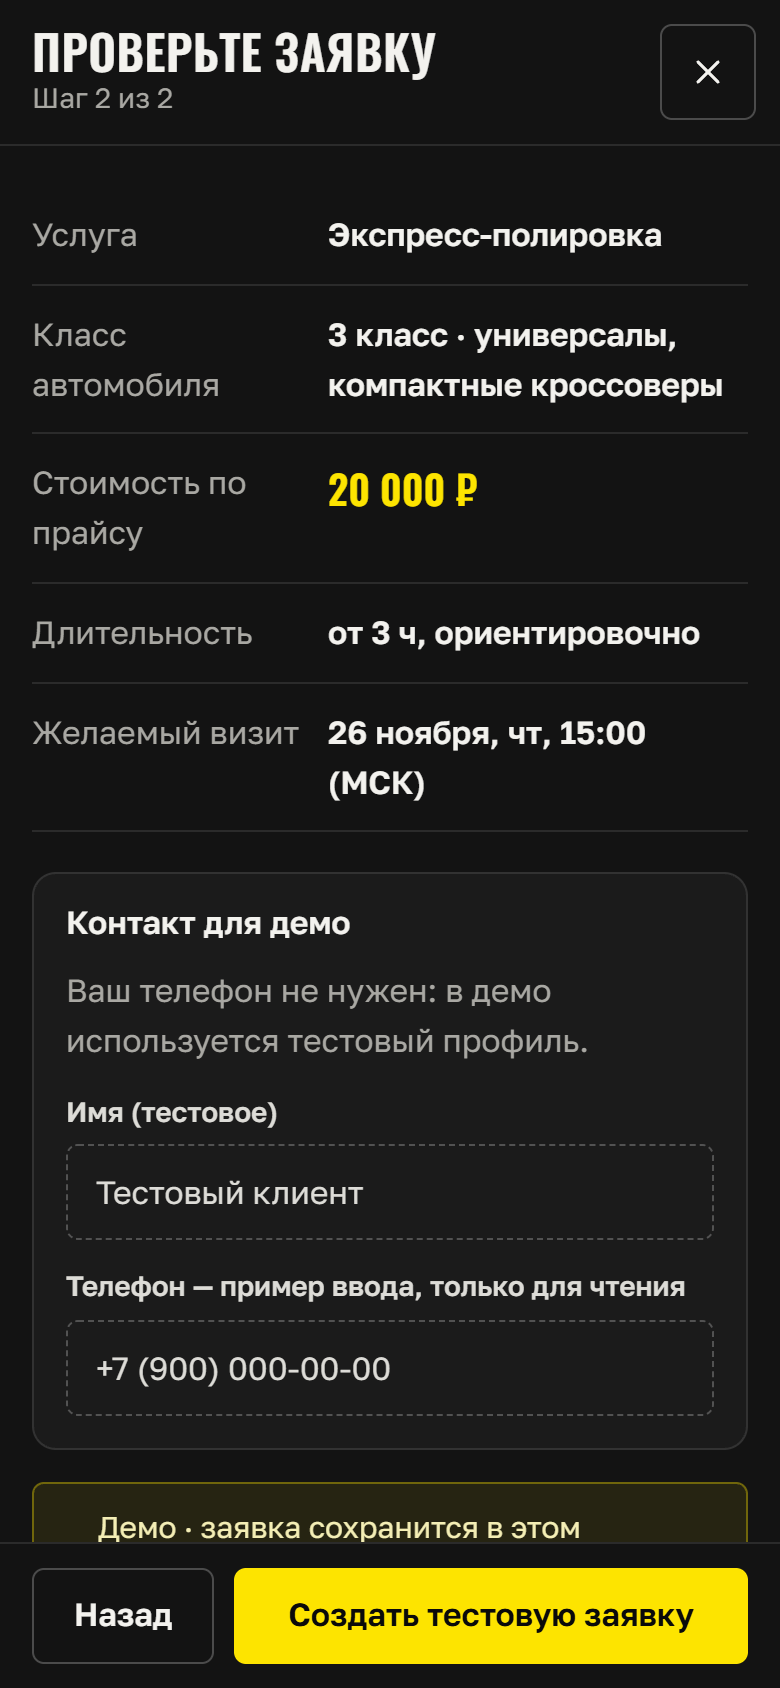 ПРОВЕРЬТЕ ЗАЯВКУ
Шаг 2 из 2
Услуга
Экспресс-полировка
Класс
автомобиля
3 класс · универсалы,
компактные кроссоверы
Стоимость по
прайсу
20 000 ₽
Длительность
от 3 ч, ориентировочно
Желаемый визит
26 ноября, чт, 15:00
(МСК)
Контакт для демо
Ваш телефон не нужен: в демо
используется тестовый профиль.
Имя (тестовое)
Тестовый клиент
Телефон — пример ввода, только для чтения
+7 (900) 000-00-00
Демо · заявка сохранится в этом
Назад
Создать тестовую заявку